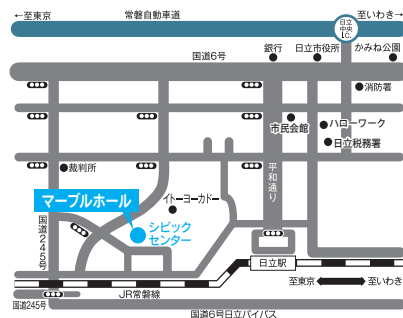 ←至東京
常磐自動車道
至いわき→
日立
中央
I.C.
国道6号
銀行
日立市役所
かみね公園
消防署
市民会館
ハローワーク
日立税務署
裁判所
平和通り
マーブルホール
イトーヨーカドー
シビック
センター
国道245号
日立駅
至東京
至いわき
JR常磐線
国道245号
国道6号日立バイパス